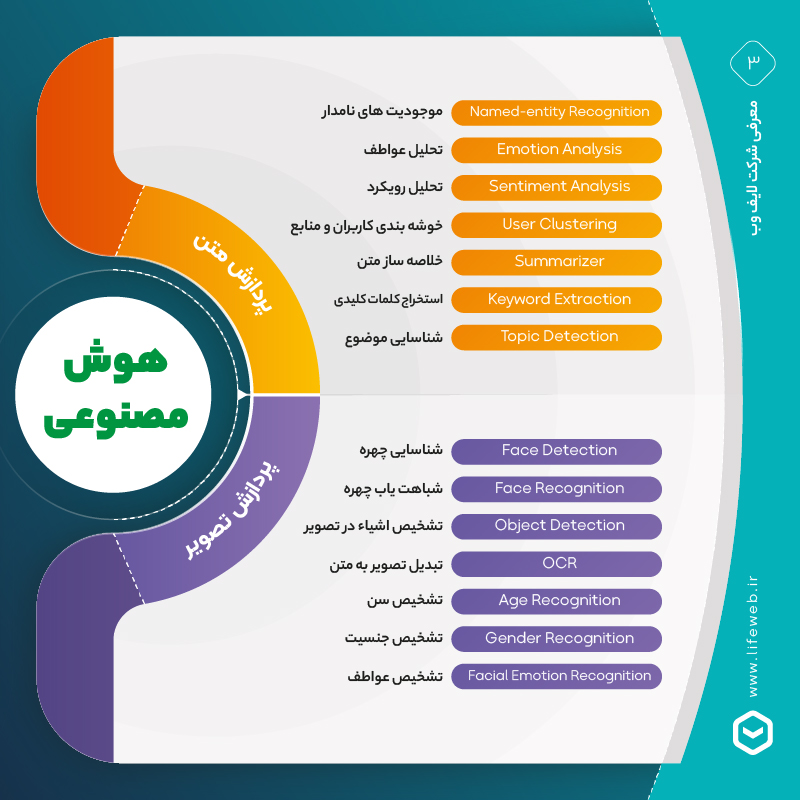 ۳
معرفی شرکت لایف وب
هوش
مصنوعی
پردازش متن
موجودیت های نامدار Named-entity Recognition
تحلیل عواطف Emotion Analysis
تحلیل رویکرد Sentiment Analysis
خوشه بندی کاربران و منابع User Clustering
خلاصه ساز متن Summarizer
استخراج کلمات کلیدی Keyword Extraction
شناسایی موضوع Topic Detection
پردازش تصویر
شناسایی چهره Face Detection
شباهت یاب چهره Face Recognition
تشخیص اشیاء در تصویر Object Detection
تبدیل تصویر به متن OCR
تشخیص سن Age Recognition
تشخیص جنسیت Gender Recognition
تشخیص عواطف Facial Emotion Recognition
www.lifeweb.ir